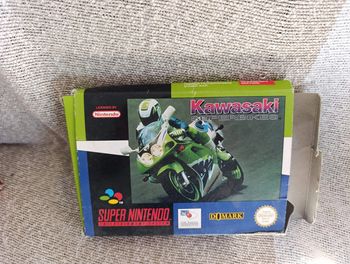 LICENSED BY
Nintendo
Kawasaki
SUPERBIKES
SUPER NINTENDO
ENTERTAINMENT SYSTEM
DOMARK